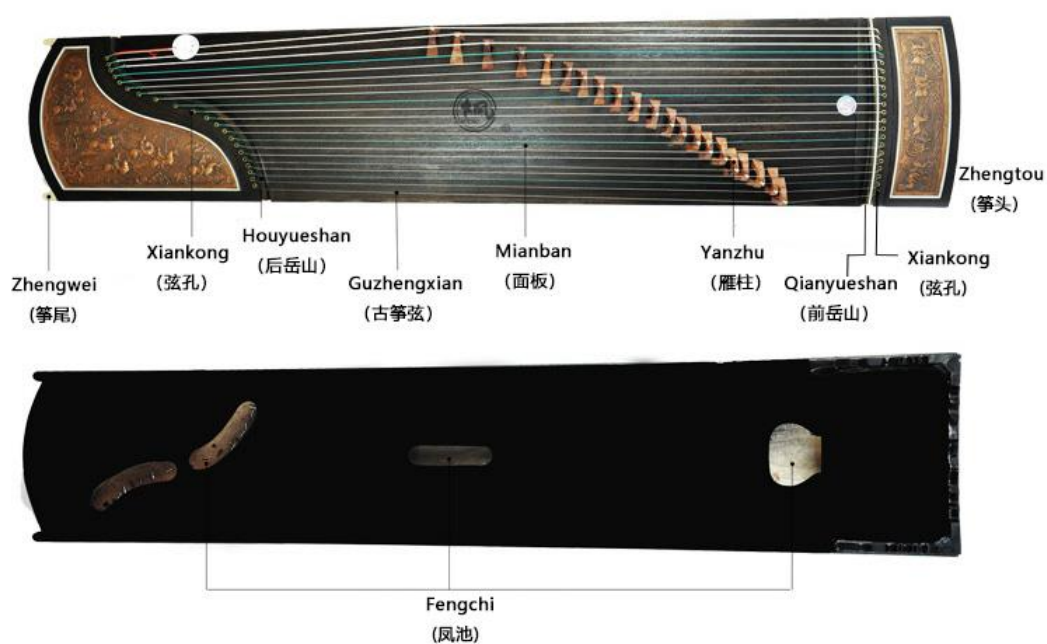 Zhengtou
(筝头)
Houyueshan
(后岳山)
Xiankong
(弦孔)
Mianban
(面板)
Yanzhu
(雁柱)
Xiankong
(弦孔)
Zhengwei
(筝尾)
Guzhengxian
(古筝弦)
Qianyueshan
(前岳山)
Fengchi
(凤池)